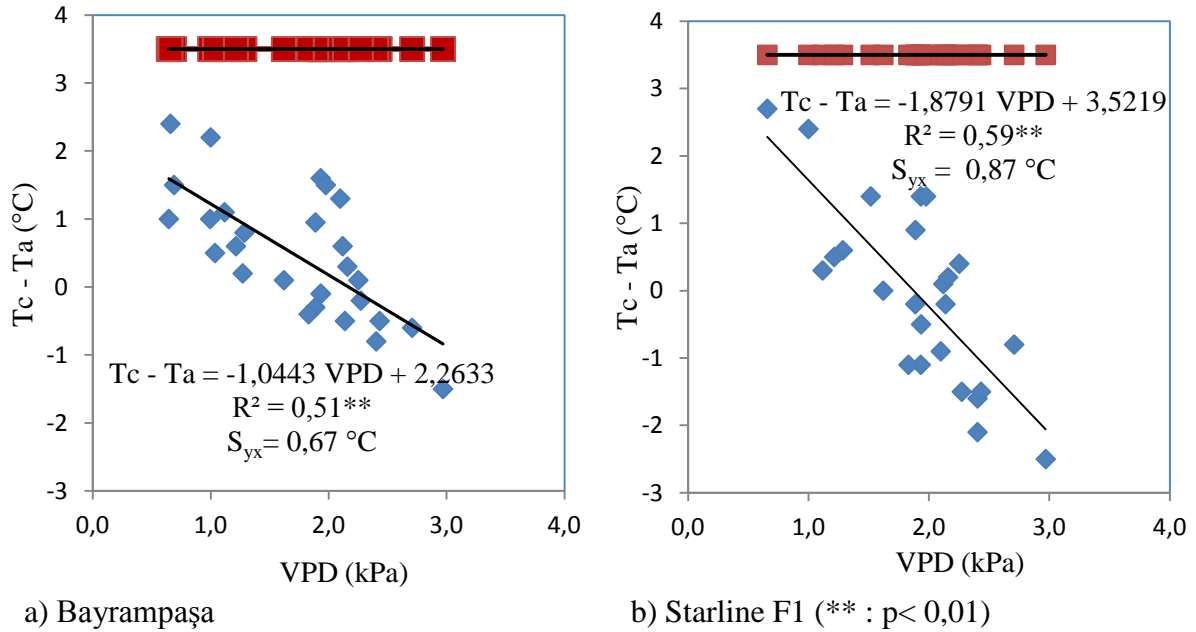 4
3
2
1
0
-1
-2
-3
Tc - Ta (°C)
Tc - Ta = -1,0443 VPD + 2,2633
R² = 0,51**
Syx= 0,67 °C
0,0 1,0 2,0 3,0 4,0
VPD (kPa)
a) Bayrampaşa
4
3
2
1
0
-1
-2
-3
Tc - Ta (°C)
Tc - Ta = -1,8791 VPD + 3,5219
R² = 0,59**
Syx = 0,87 °C
0,0 1,0 2,0 3,0 4,0
VPD (kPa)
b) Starline F1 (** : p< 0,01)